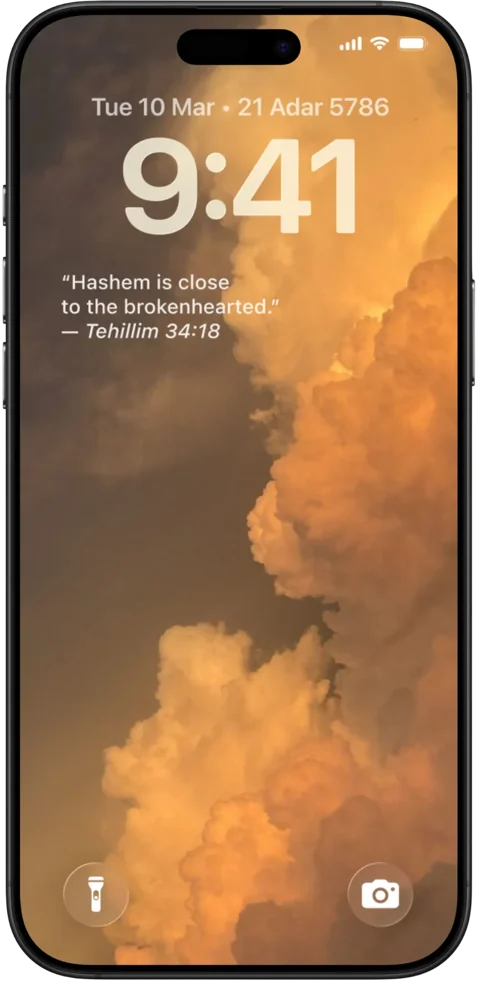 Tue 10 Mar • 21 Adar 5786
9:41
“Hashem is close
to the brokenhearted.”
— Tehillim 34:18